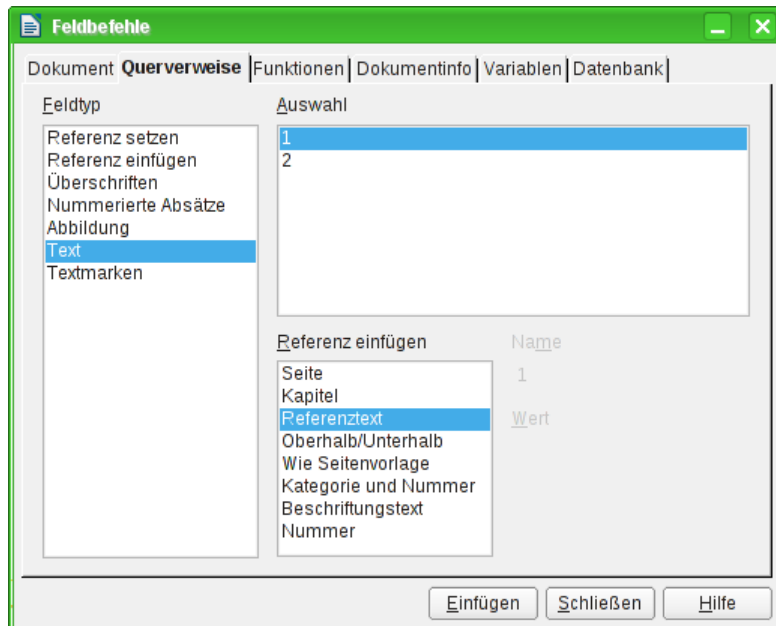 Feldbefehle
Dokument Querverweise Funktionen Dokumentinfo Variablen Datenbank
Feldtyp
Referenz setzen
Referenz einfügen
Überschriften
Nummerierte Absätze
Abbildung
Text
Textmarken
Auswahl
1
2
Referenz einfügen
Seite
Kapitel
Referenztext
Oberhalb/Unterhalb
Wie Seitenvorlage
Kategorie und Nummer
Beschriftungstext
Nummer
Name
1
Wert
Einfügen Schließen Hilfe